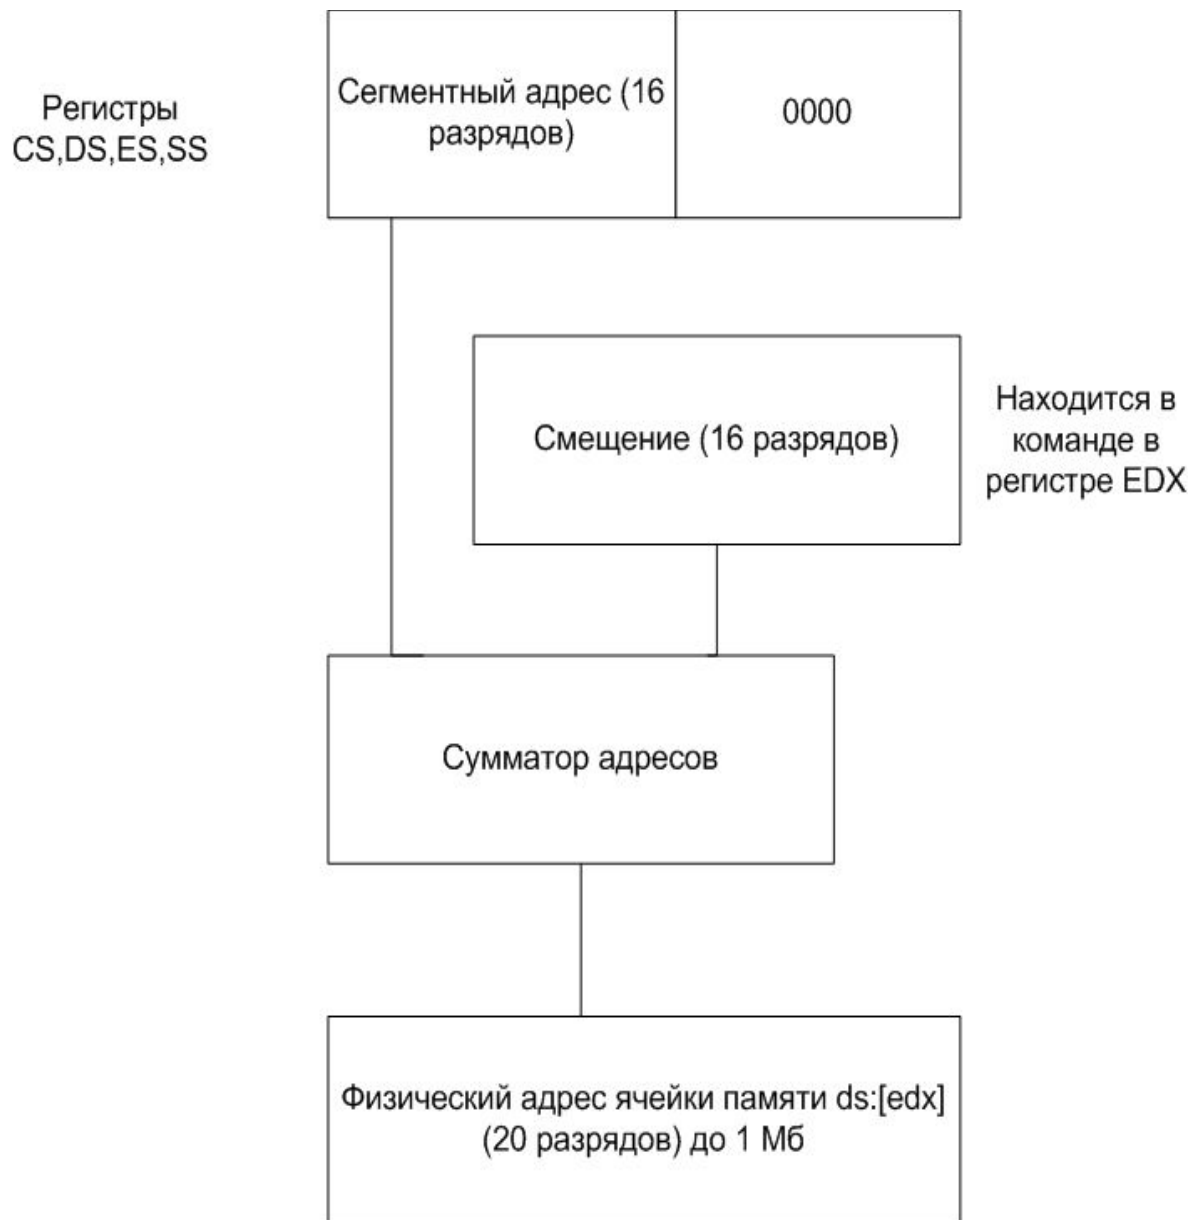 Сегментный адрес (16
разрядов)
0000
Регистры
CS,DS,ES,SS
Смещение (16 разрядов)
Находится в
команде в
регистре EDX
Сумматор адресов
Физический адрес ячейки памяти ds:[edx]
(20 разрядов) до 1 Мб